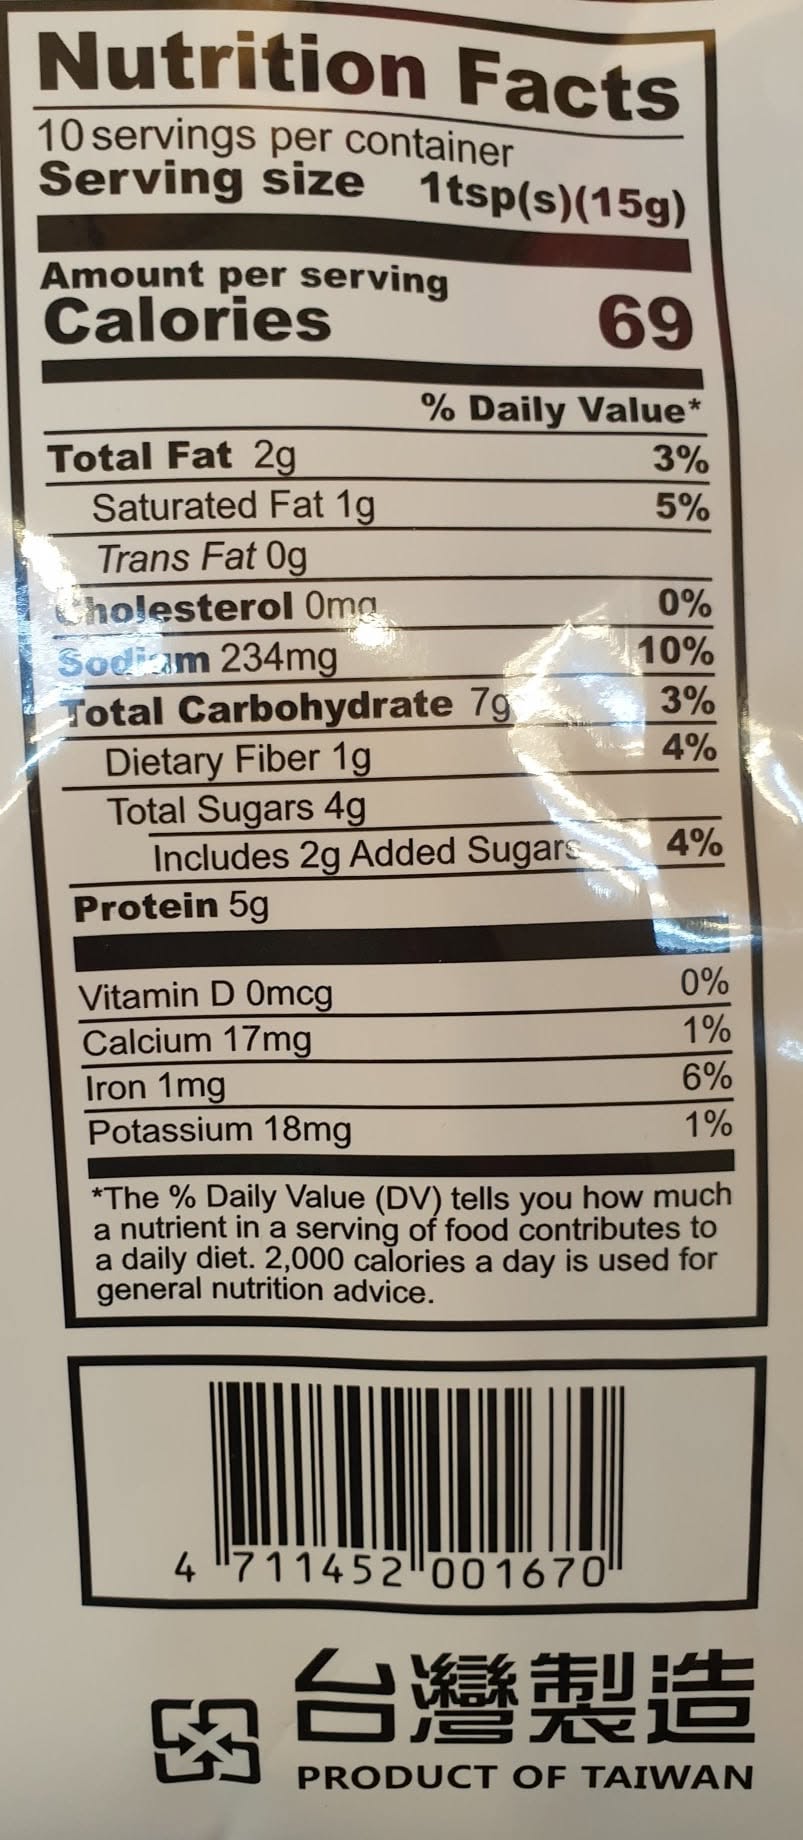 Nutrition Facts
10 servings per container
Serving size 1tsp(s)(15g)
Amount per serving
Calories 69
% Daily Value*
Total Fat 2g 3%
Saturated Fat 1g 5%
Trans Fat 0g
Cholesterol 0mg 0%
Sodium 234mg 10%
Total Carbohydrate 7g 3%
Dietary Fiber 1g 4%
Total Sugars 4g
Includes 2g Added Sugars 4%
Protein 5g
Vitamin D 0mcg 0%
Calcium 17mg 1%
Iron 1mg 6%
Potassium 18mg 1%
*The % Daily Value (DV) tells you how much
a nutrient in a serving of food contributes to
a daily diet. 2,000 calories a day is used for
general nutrition advice.
4 711452 001670
台灣製造
PRODUCT OF TAIWAN